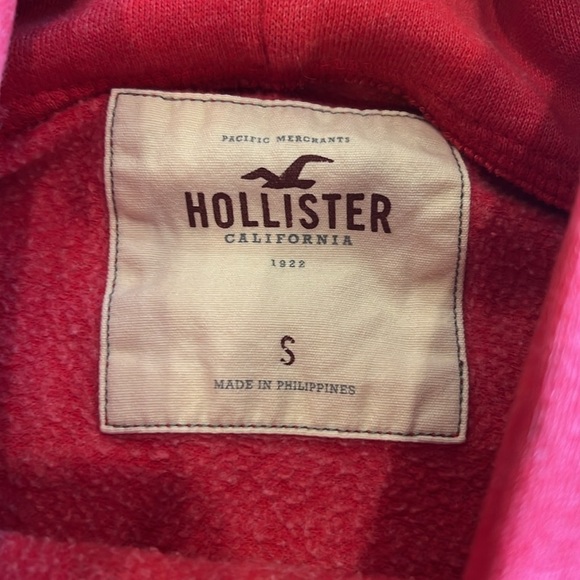 PACIFIC MERCHANTS
HOLLISTER
CALIFORNIA
1922
S
MADE IN PHILIPPINES